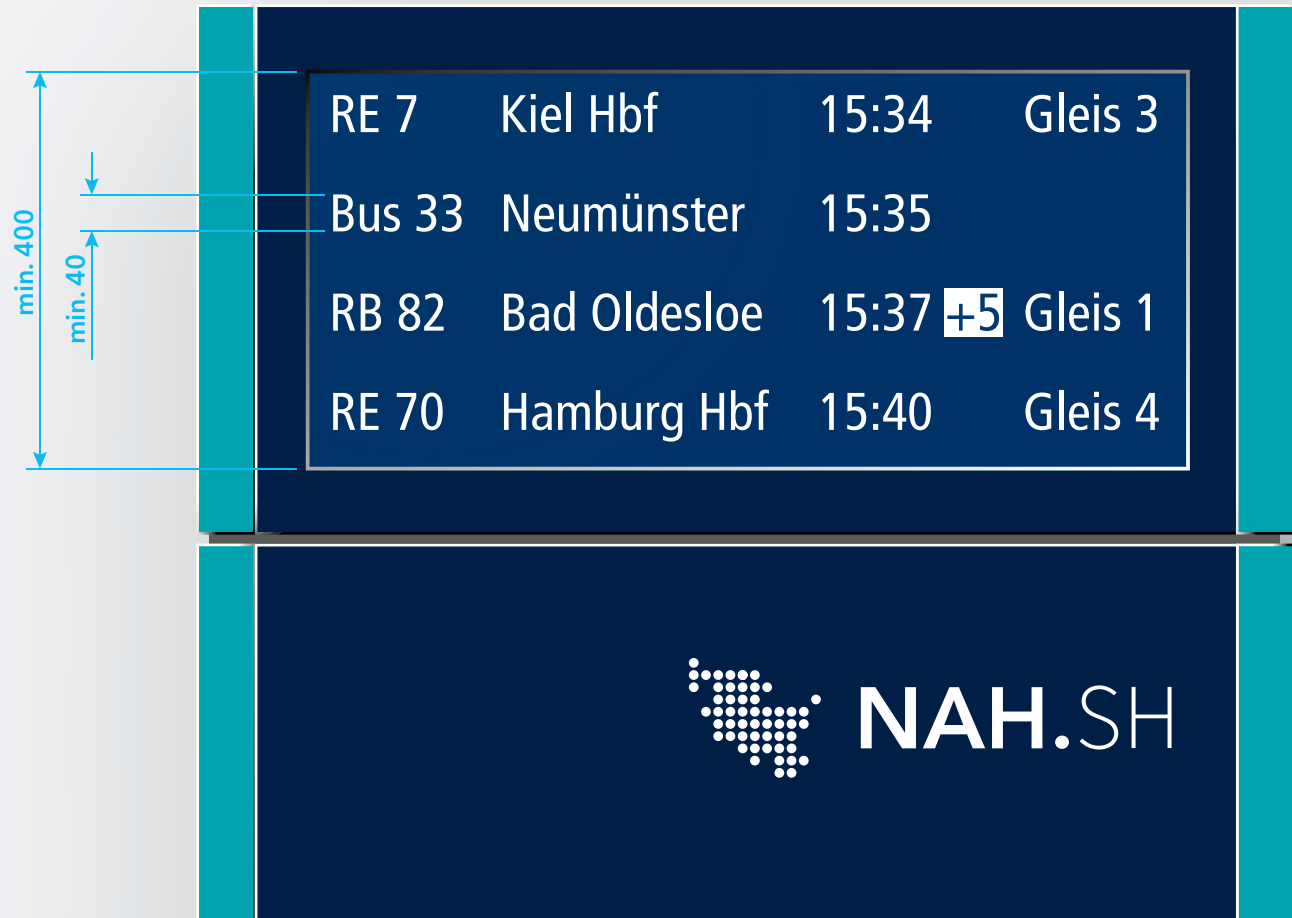 RE 7 Kiel Hbf 15:34 Gleis 3
Bus 33 Neumünster 15:35
RB 82 Bad Oldesloe 15:37 +5 Gleis 1
RE 70 Hamburg Hbf 15:40 Gleis 4
min. 400
min. 40
NAH.SH